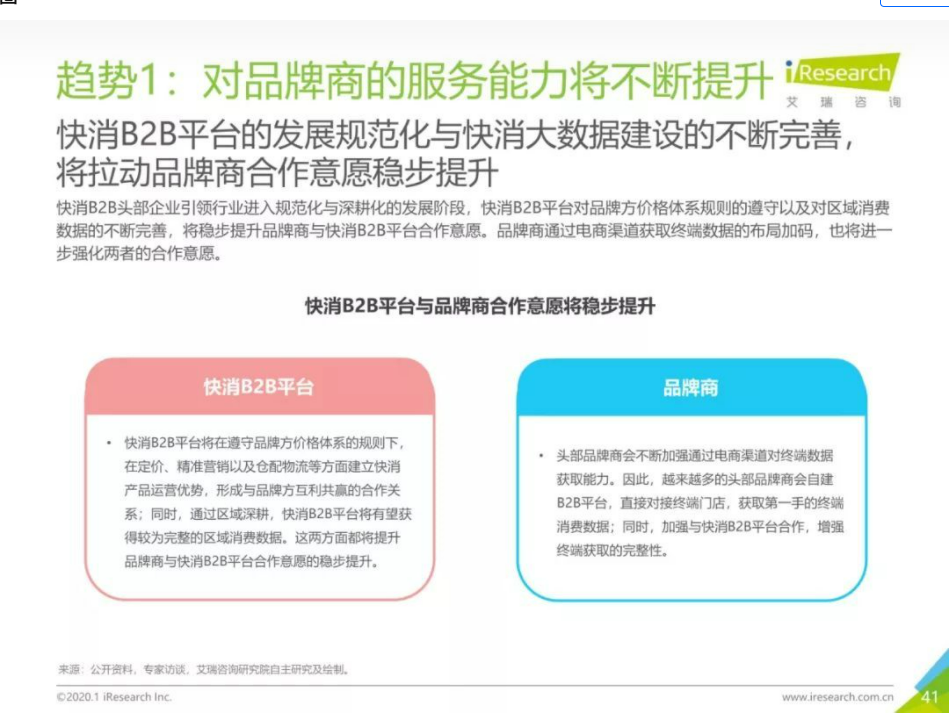 趋势1：对品牌商的服务能力将不断提升
iResearch
艾瑞咨询
快消B2B平台的发展规范化与快消大数据建设的不断完善，
将拉动品牌商合作意愿稳步提升
快消B2B头部企业引领行业进入规范化与深耕化的发展阶段，快消B2B平台对品牌方价格体系规则的遵守以及对区域消费
数据的不断完善，将稳步提升品牌商与快消B2B平台合作意愿。品牌商通过电商渠道获取终端数据的布局加码，也将进一
步强化两者的合作意愿。
快消B2B平台与品牌商合作意愿将稳步提升
快消B2B平台
• 快消B2B平台将在遵守品牌方价格体系的规则下，
在定价、精准营销以及仓配物流等方面建立快消
产品运营优势，形成与品牌方互利共赢的合作关
系；同时，通过区域深耕，快消B2B平台将有望获
得较为完整的区域消费数据。这两方面都将提升
品牌商与快消B2B平台合作意愿的稳步提升。
品牌商
• 头部品牌商会不断加强通过电商渠道对终端数据
获取能力。因此，越来越多的头部品牌商会自建
B2B平台，直接对接终端门店，获取第一手的终端
消费数据；同时，加强与快消B2B平台合作，增强
终端获取的完整性。
来源：公开资料，专家访谈，艾瑞咨询研究院自主研究及绘制。
©2020.1 iResearch Inc.
www.iresearch.com.cn
41